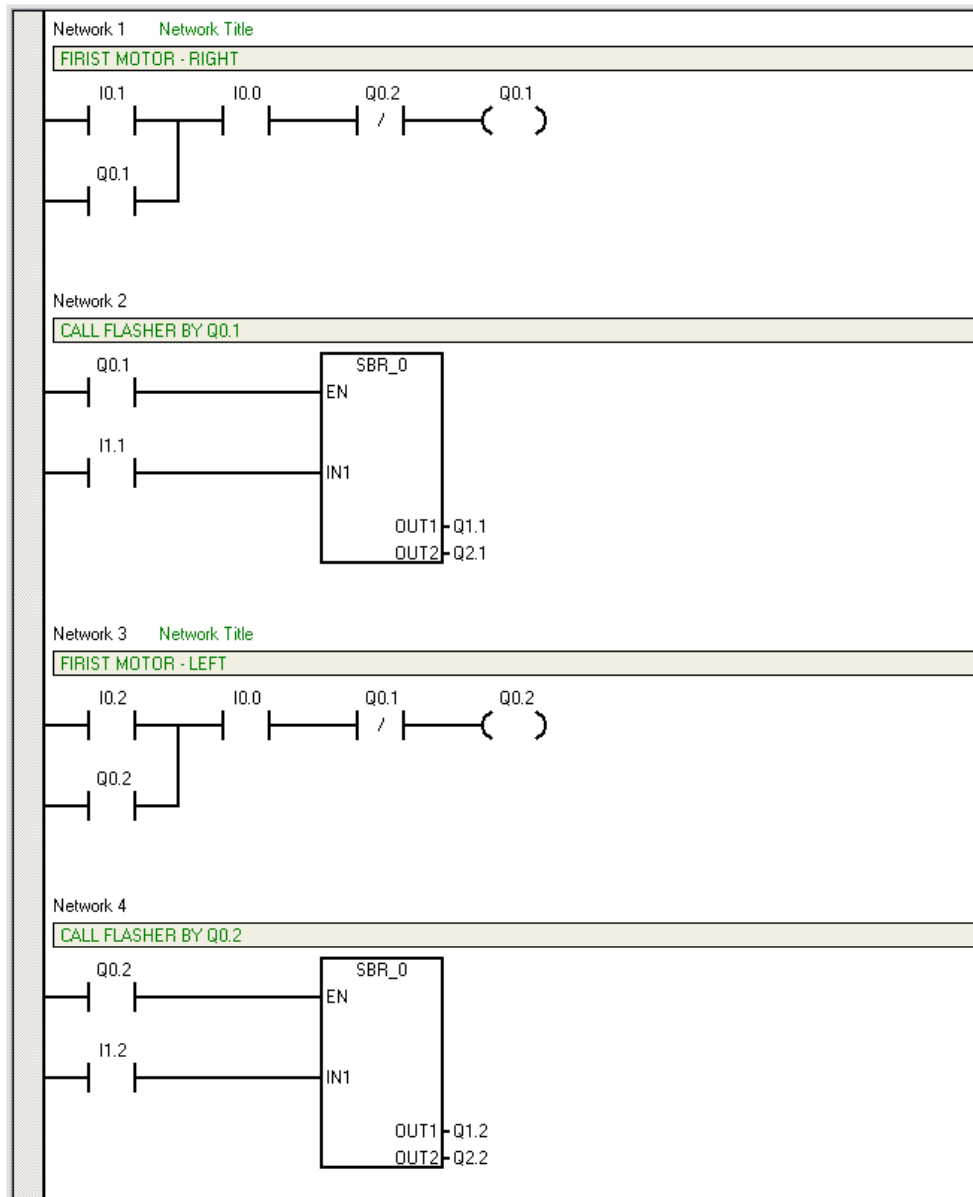 Network 1 Network Title
FIRIST MOTOR - RIGHT
I0.1 I0.0 Q0.2 Q0.1
/
Q0.1
Network 2
CALL FLASHER BY Q0.1
Q0.1 SBR_0
EN
I1.1
IN1
OUT1 Q1.1
OUT2 Q2.1
Network 3 Network Title
FIRIST MOTOR - LEFT
I0.2 I0.0 Q0.1 Q0.2
/
Q0.2
Network 4
CALL FLASHER BY Q0.2
Q0.2 SBR_0
EN
I1.2
IN1
OUT1 Q1.2
OUT2 Q2.2